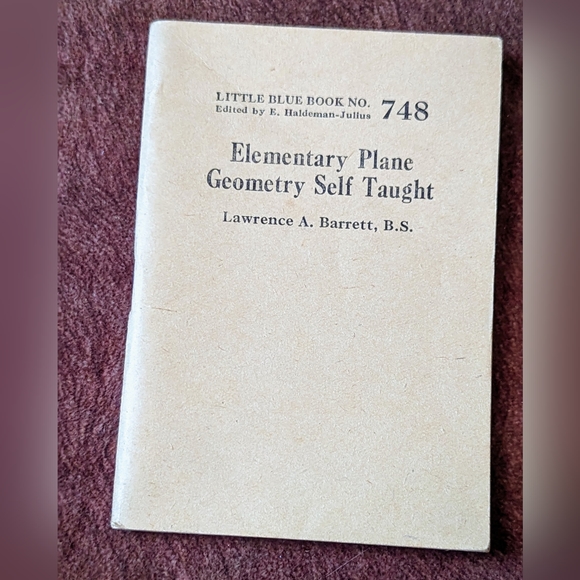 LITTLE BLUE BOOK NO. 748
Edited by E. Haldeman-Julius
Elementary Plane
Geometry Self Taught
Lawrence A. Barrett, B.S.